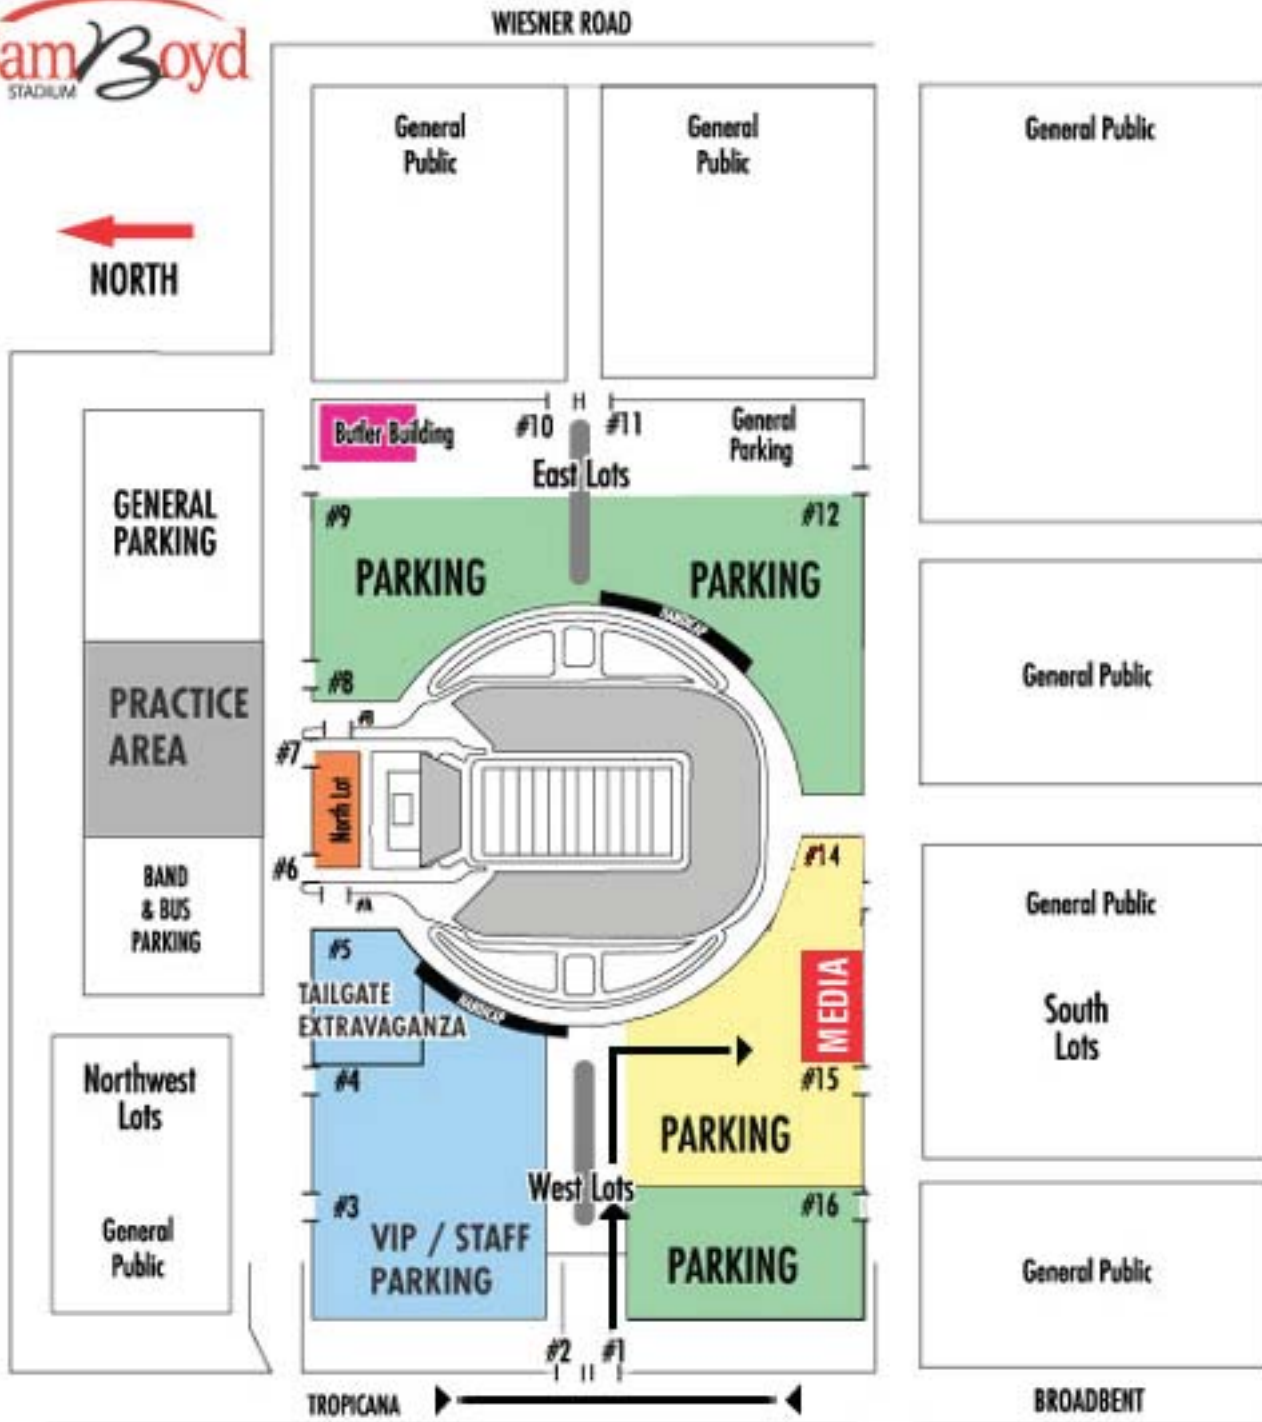 WIESNER ROAD
am Boyd
STADIUM
NORTH
General
Public
General
Public
General Public
Butler Building
#10
#11
General
Parking
East Lots
GENERAL
PARKING
#9
#12
PARKING
PARKING
HANDICAP
General Public
#8
PRACTICE
AREA
#7
North Lot
#6
#14
BAND
& BUS
PARKING
General Public
#5
MEDIA
TAILGATE
EXTRAVAGANZA
HANDICAP
South
Lots
Northwest
Lots
#4
#15
PARKING
West Lots
#3
#16
General
Public
VIP / STAFF
PARKING
PARKING
General Public
#2
#1
TROPICANA
BROADBENT